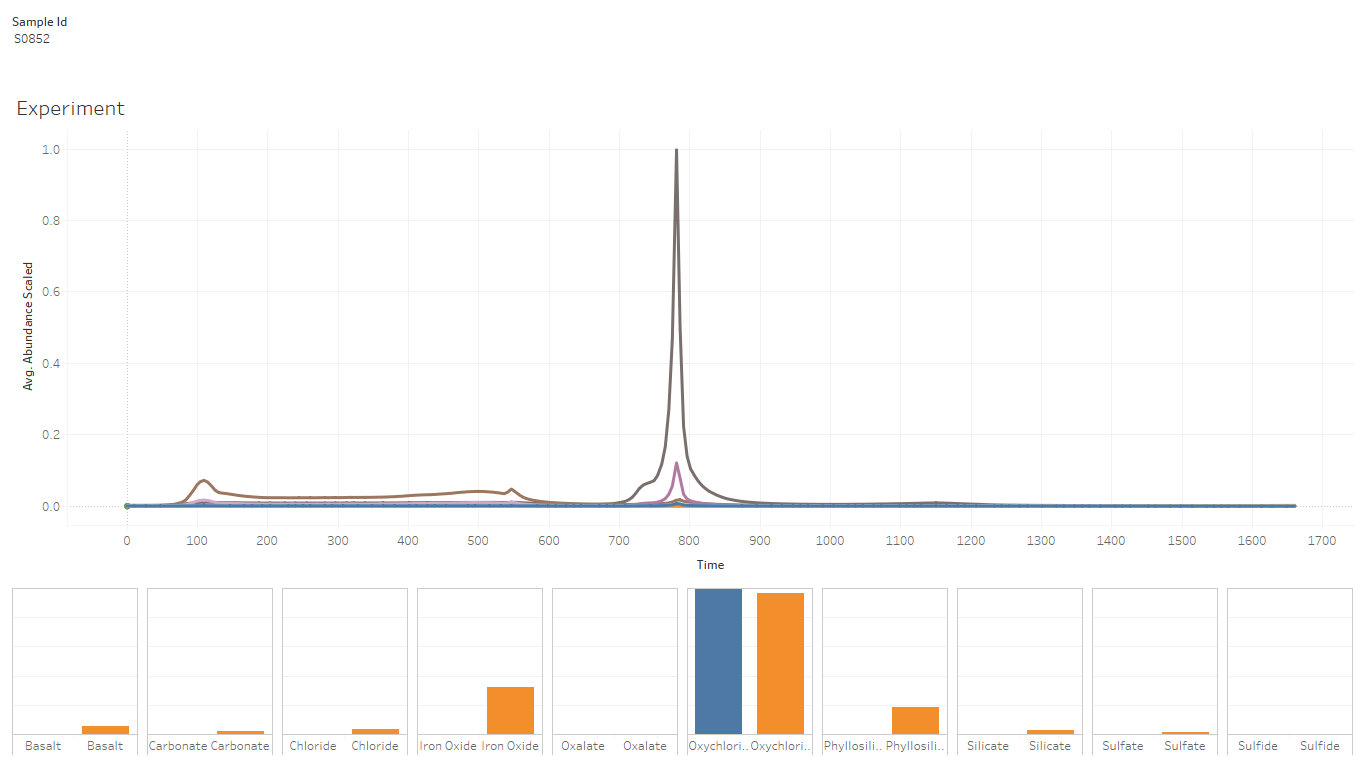 Sample Id
S0852
Experiment
1.0
0.8
0.6
0.4
0.2
0.0
Avg. Abundance Scaled
0 100 200 300 400 500 600 700 800 900 1000 1100 1200 1300 1400 1500 1600 1700
Time
Basalt Basalt Carbonate Carbonate Chloride Chloride Iron Oxide Iron Oxide Oxalate Oxalate Oxychlori.. Oxychlori.. Phyllosili.. Phyllosili.. Silicate Silicate Sulfate Sulfate Sulfide Sulfide